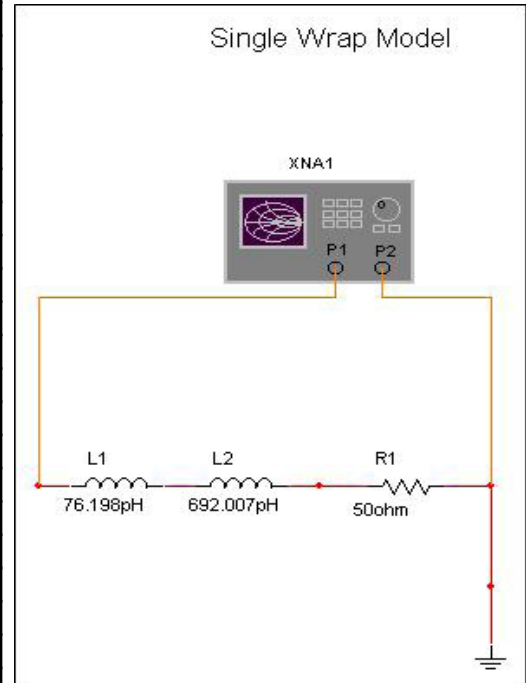 Single Wrap Model
XNA1
P1 P2
L1 L2 R1
76.198pH 692.007pH 50ohm